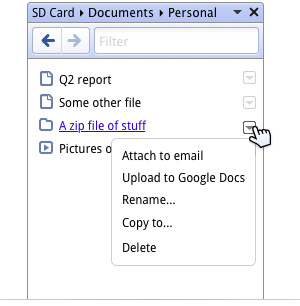 SD Card Documents Personal
Filter
Q2 report
Some other file
A zip file of stuff
Pictures
Attach to email
Upload to Google Docs
Rename...
Copy to...
Delete